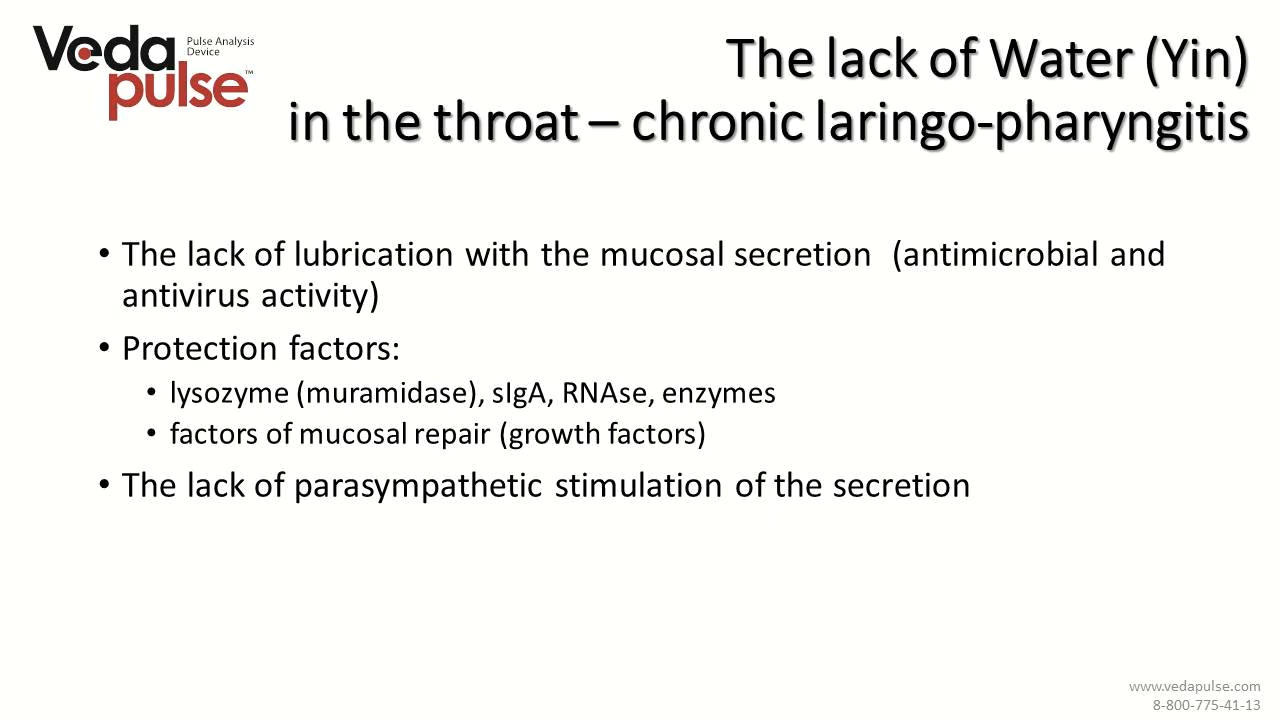 Veda
pulse™
Pulse Analysis
Device
The lack of Water (Yin)
in the throat – chronic laringo-pharyngitis
• The lack of lubrication with the mucosal secretion (antimicrobial and
antivirus activity)
• Protection factors:
• lysozyme (muramidase), sIgA, RNAse, enzymes
• factors of mucosal repair (growth factors)
• The lack of parasympathetic stimulation of the secretion
www.vedapulse.com
8-800-775-41-13